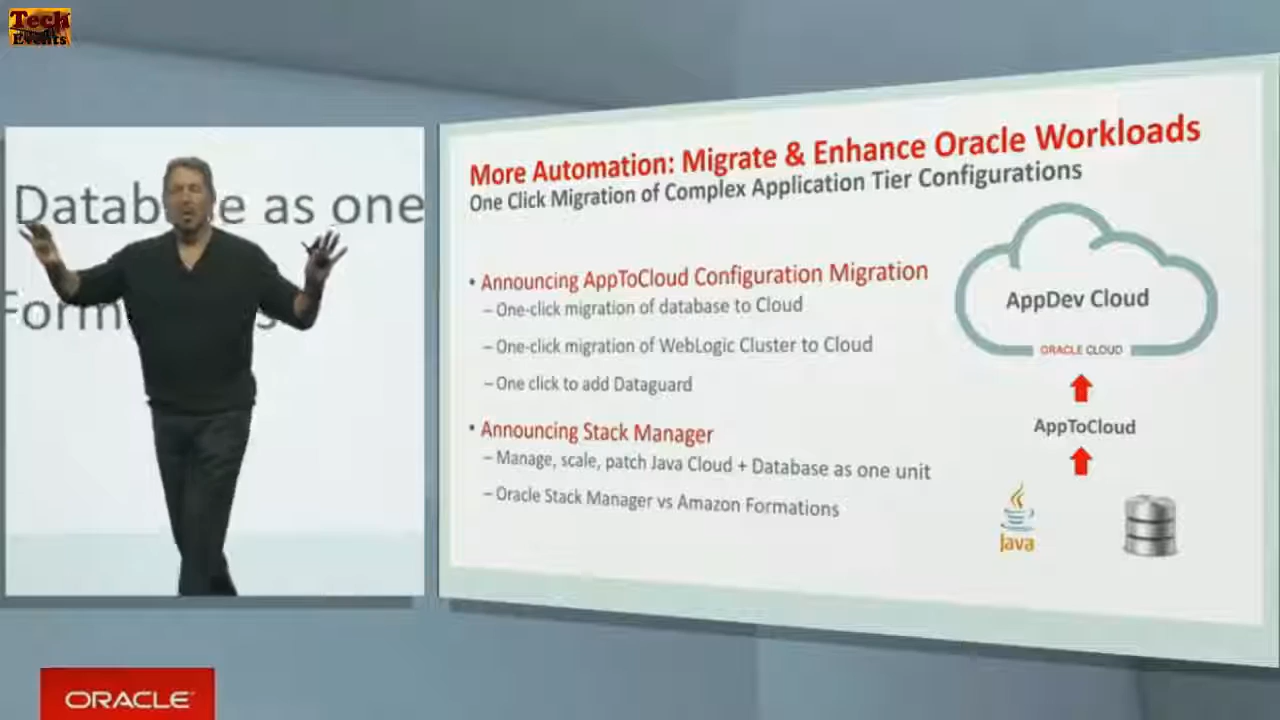 Tech
Events
Datab e as one
Form s
More Automation: Migrate & Enhance Oracle Workloads
One Click Migration of Complex Application Tier Configurations
• Announcing AppToCloud Configuration Migration
– One-click migration of database to Cloud
– One-click migration of WebLogic Cluster to Cloud
– One click to add Dataguard
• Announcing Stack Manager
– Manage, scale, patch Java Cloud + Database as one unit
– Oracle Stack Manager vs Amazon Formations
AppDev Cloud
ORACLE CLOUD
AppToCloud
Java
ORACLE